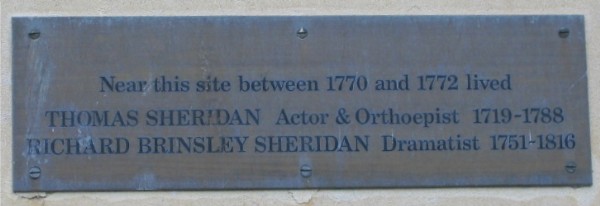 Near this site between 1770 and 1772 lived
THOMAS SHERIDAN Actor & Orthoepist 1719-1788
RICHARD BRINSLEY SHERIDAN Dramatist 1751-1816